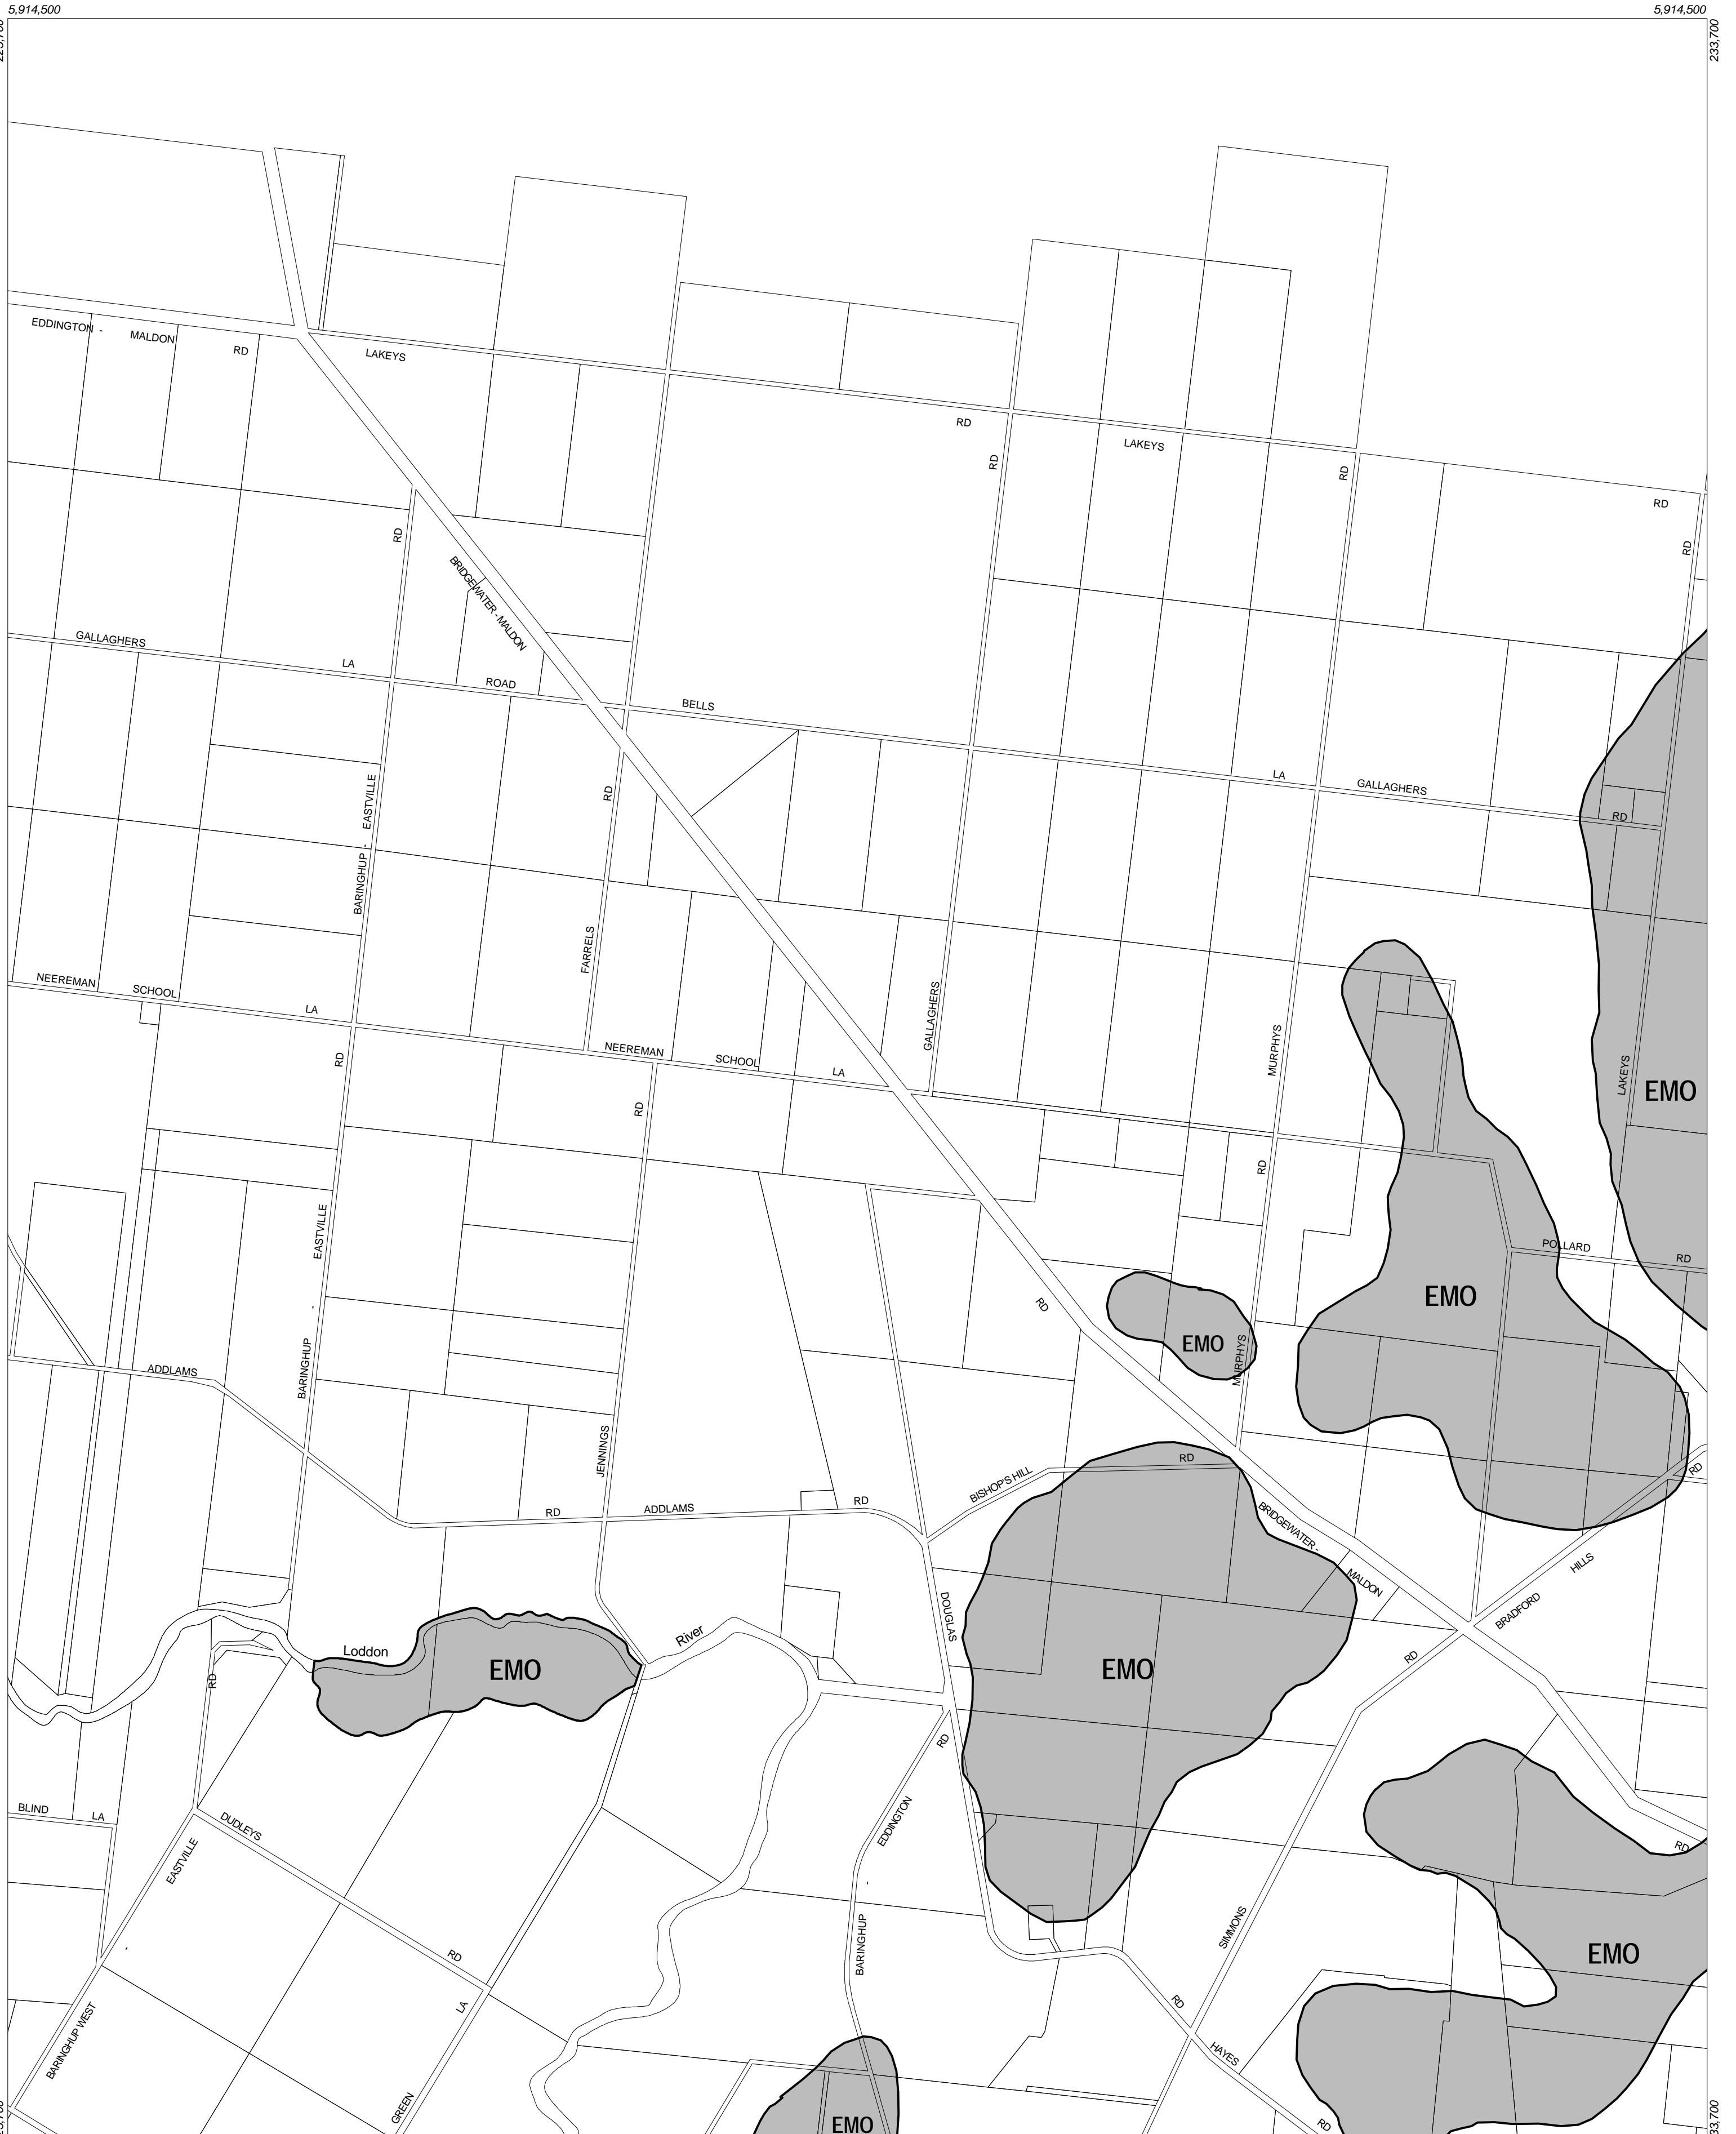 5,914,500
5,914,500
233,700
EDDINGTON - MALDON RD
LAKEYS
RD
LAKEYS
RD
RD
RD
RD
RD
BRIDGEWATER - MALDON
GALLAGHERS
LA
ROAD
BELLS
LA
GALLAGHERS
RD
BARINGHUP - EASTVILLE
RD
FARRELS
NEEREMAN SCHOOL LA
NEEREMAN SCHOOL LA
GALLAGHERS
MURPHYS
LAKEYS
EMO
RD
RD
RD
EASTVILLE
-
BARINGHUP
POLLARD RD
EMO
RD
EMO
MURPHYS
ADDLAMS
JENNINGS
RD
ADDLAMS
RD
BISHOP'S HILL
RD
RD
BRIDGEWATER -
MALDON
HILLS
BRADFORD
DOUGLAS
Loddon
River
EMO
EMO
RD
RD
RD
BLIND LA
DUDLEYS
EASTVILLE
EDDINGTON
-
BARINGHUP
RD
SIMMONS
RD
EMO
-
BARINGHUP WEST
RD
LA
GREEN
RD
HAYES
RD
EMO